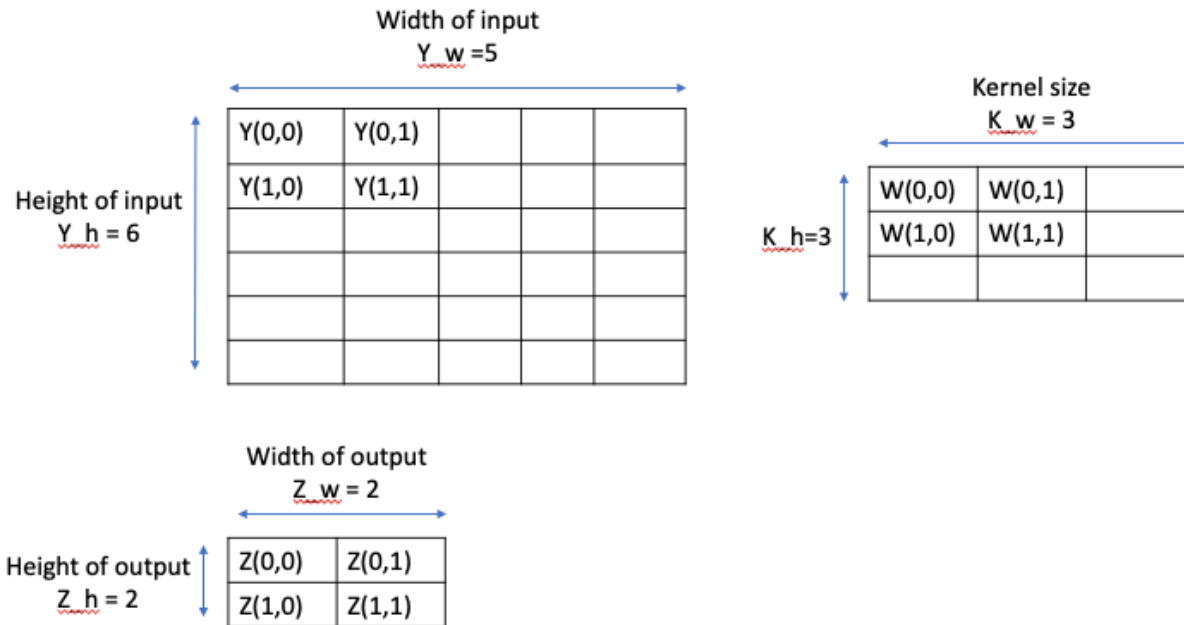 Width of input
Y_w =5
Kernel size
K_w = 3
Y(0,0) Y(0,1)
Y(1,0) Y(1,1)
Height of input
Y_h = 6
W(0,0) W(0,1)
W(1,0) W(1,1)
K_h=3
Width of output
Z_w = 2
Height of output
Z_h = 2
Z(0,0) Z(0,1)
Z(1,0) Z(1,1)